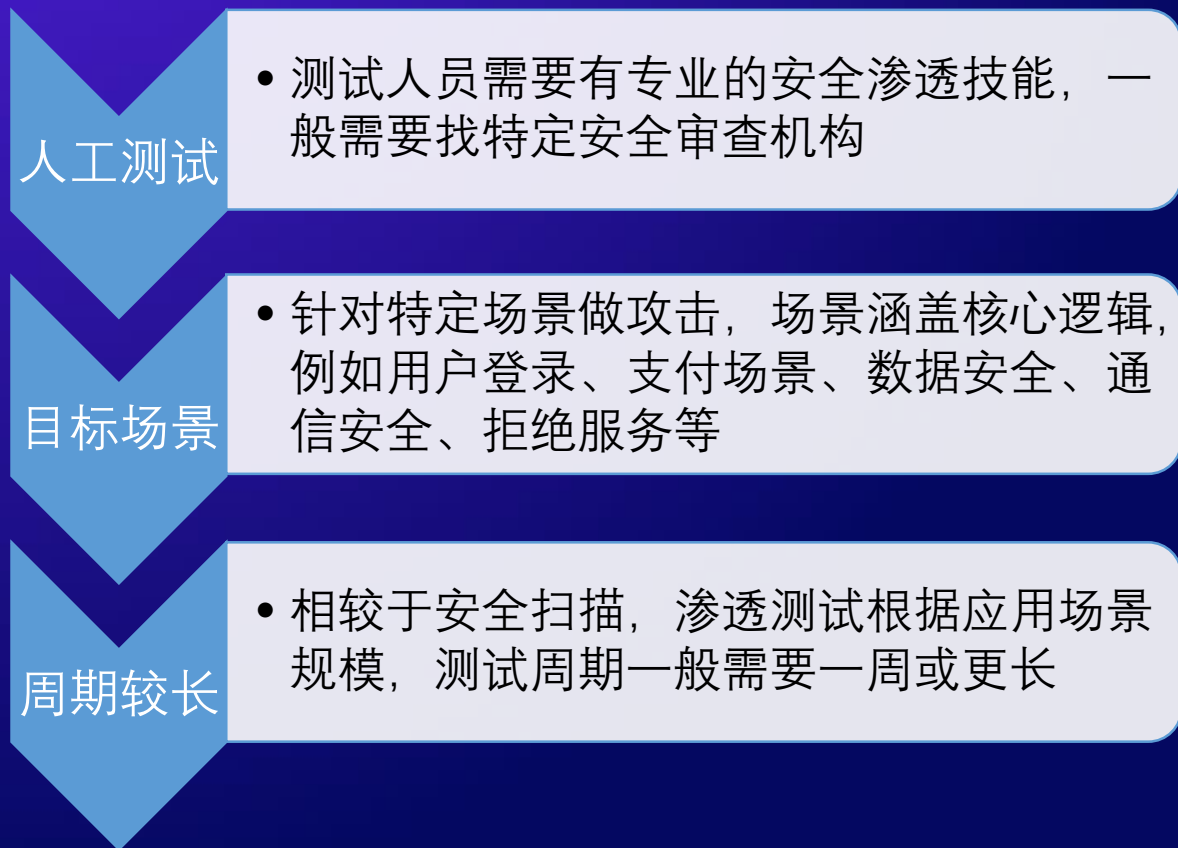 人工测试
• 测试人员需要有专业的安全渗透技能，一
般需要找特定安全审查机构
目标场景
• 针对特定场景做攻击，场景涵盖核心逻辑，
例如用户登录、支付场景、数据安全、通
信安全、拒绝服务等
周期较长
• 相较于安全扫描，渗透测试根据应用场景
规模，测试周期一般需要一周或更长